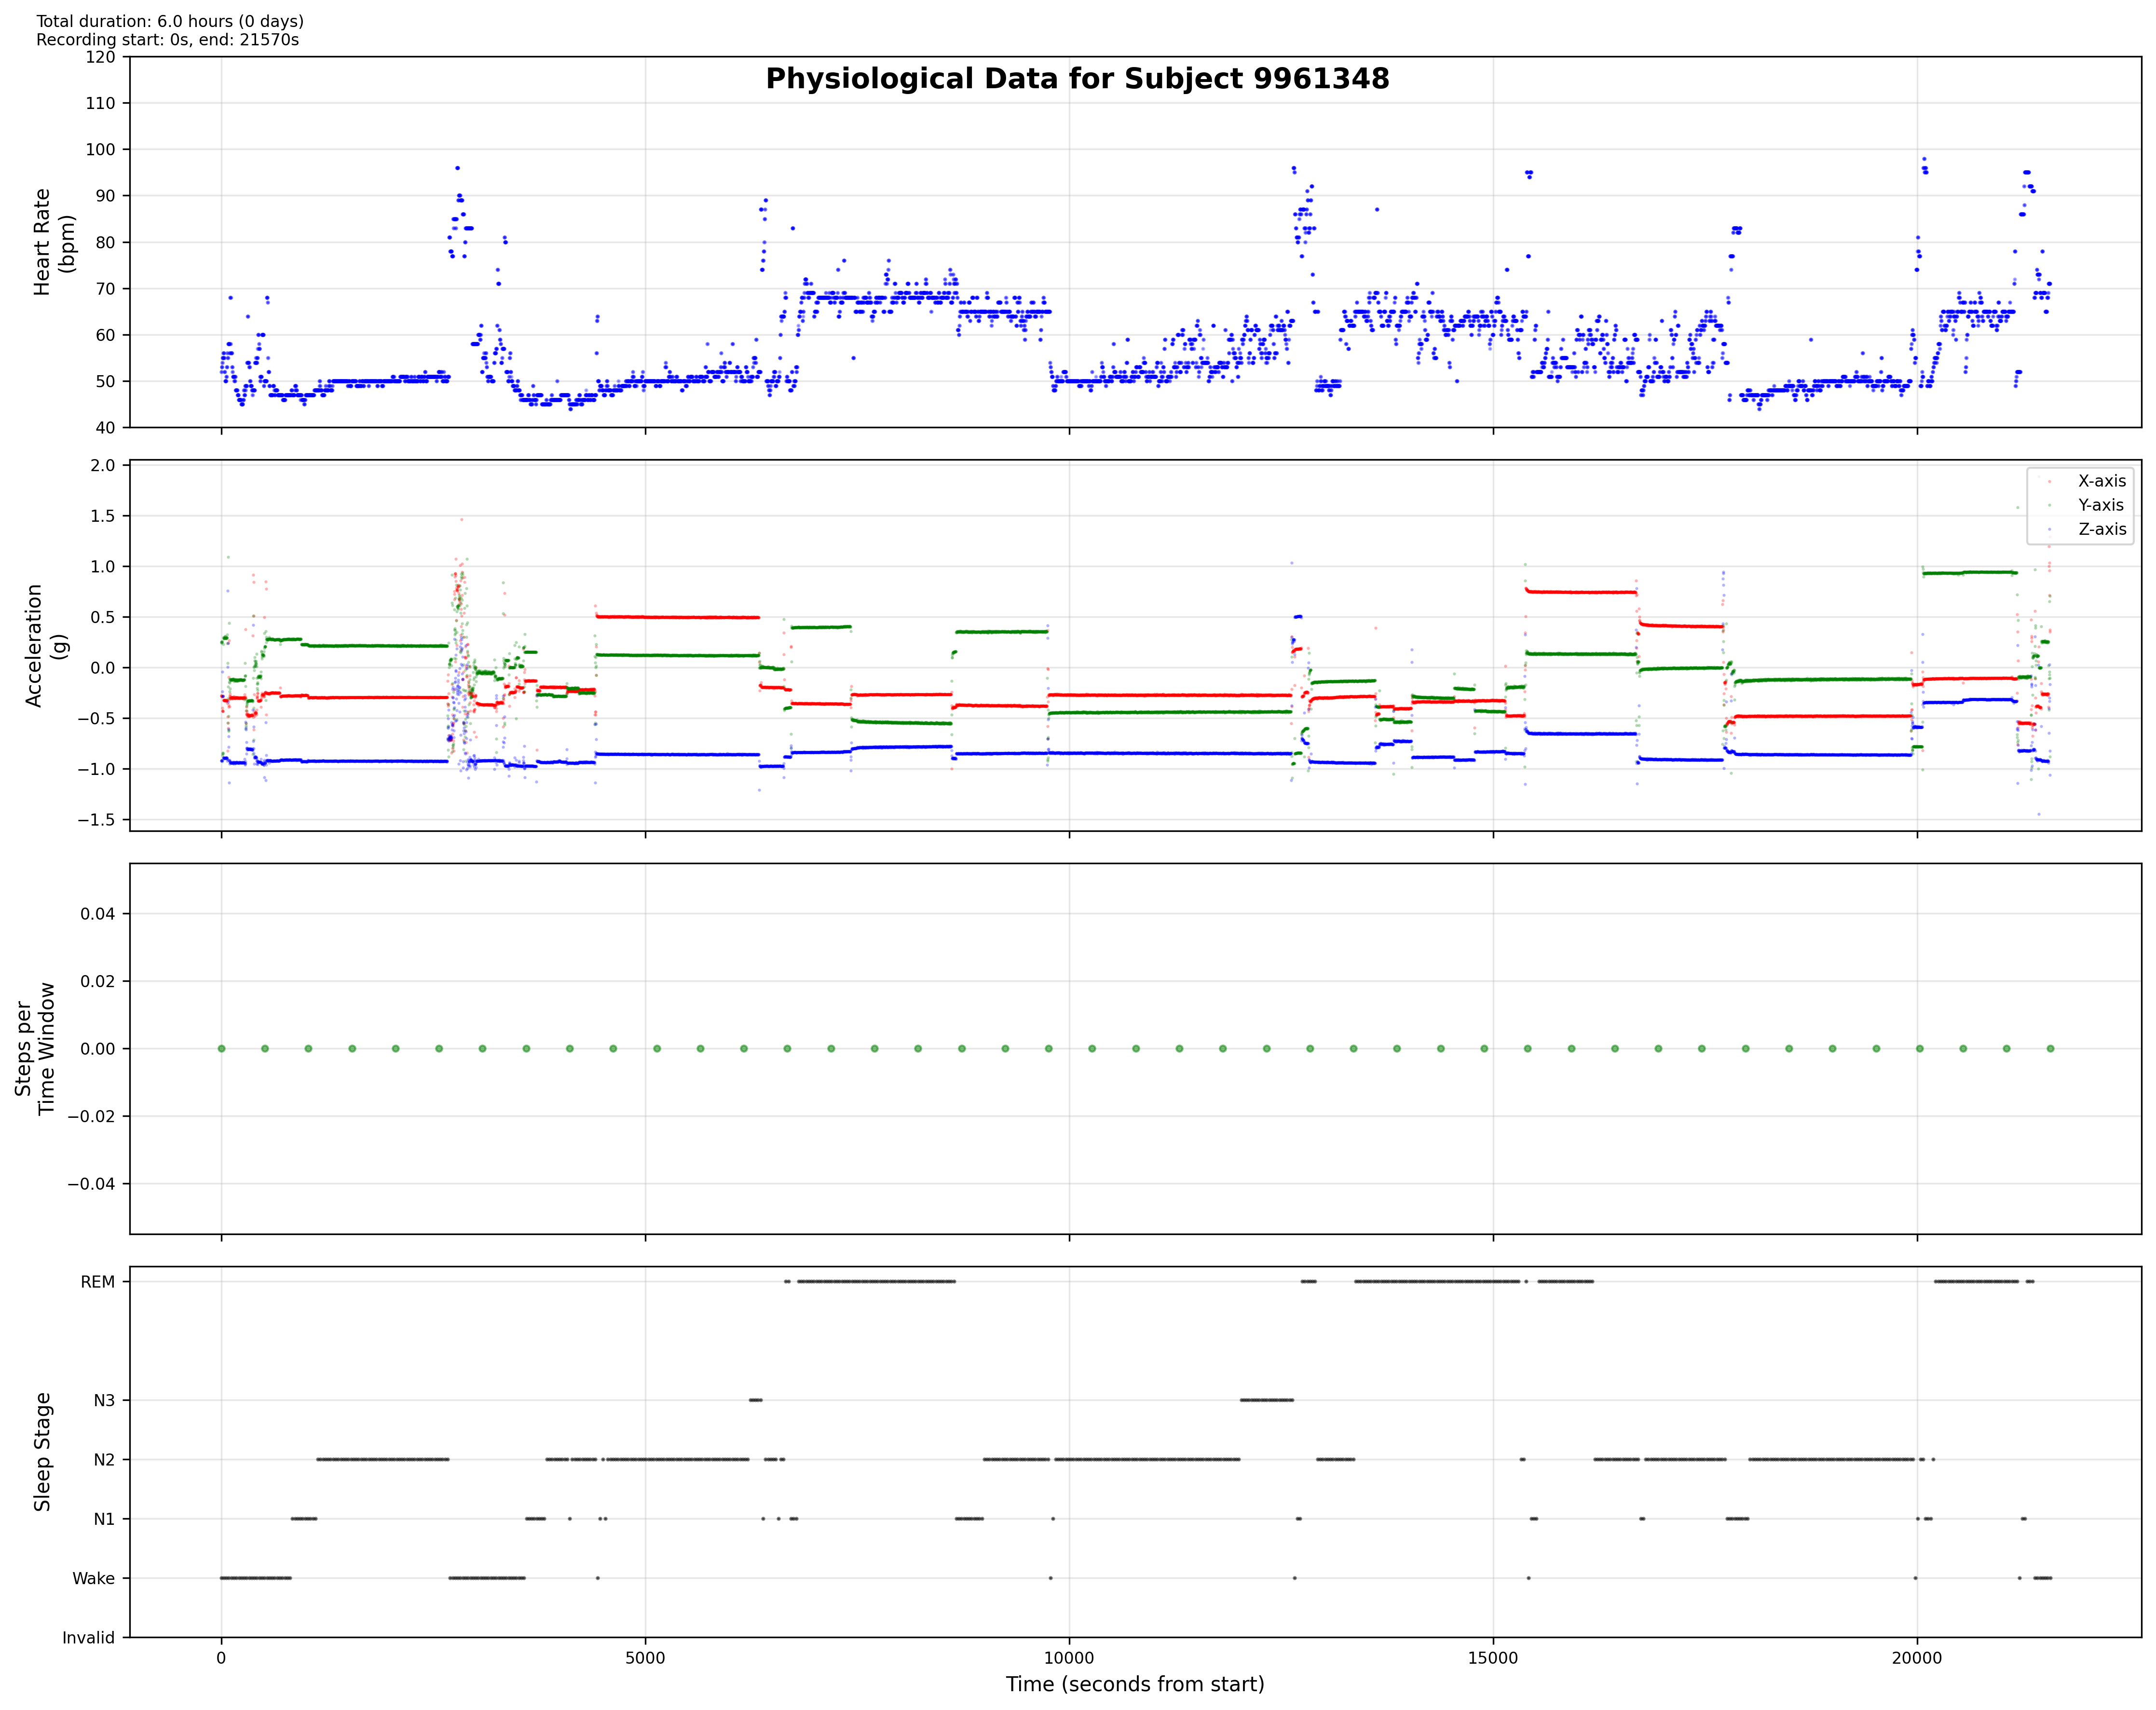 Total duration: 6.0 hours (0 days)
Recording start: 0s, end: 21570s
Physiological Data for Subject 9961348
120
110
100
90
80
70
60
50
40
Heart Rate
(bpm)
2.0
1.5
1.0
0.5
0.0
−0.5
−1.0
−1.5
Acceleration
(g)
X-axis
Y-axis
Z-axis
0.04
0.02
0.00
−0.02
−0.04
Steps per
Time Window
REM
N3
N2
N1
Wake
Invalid
Sleep Stage
0
5000
10000
15000
20000
Time (seconds from start)